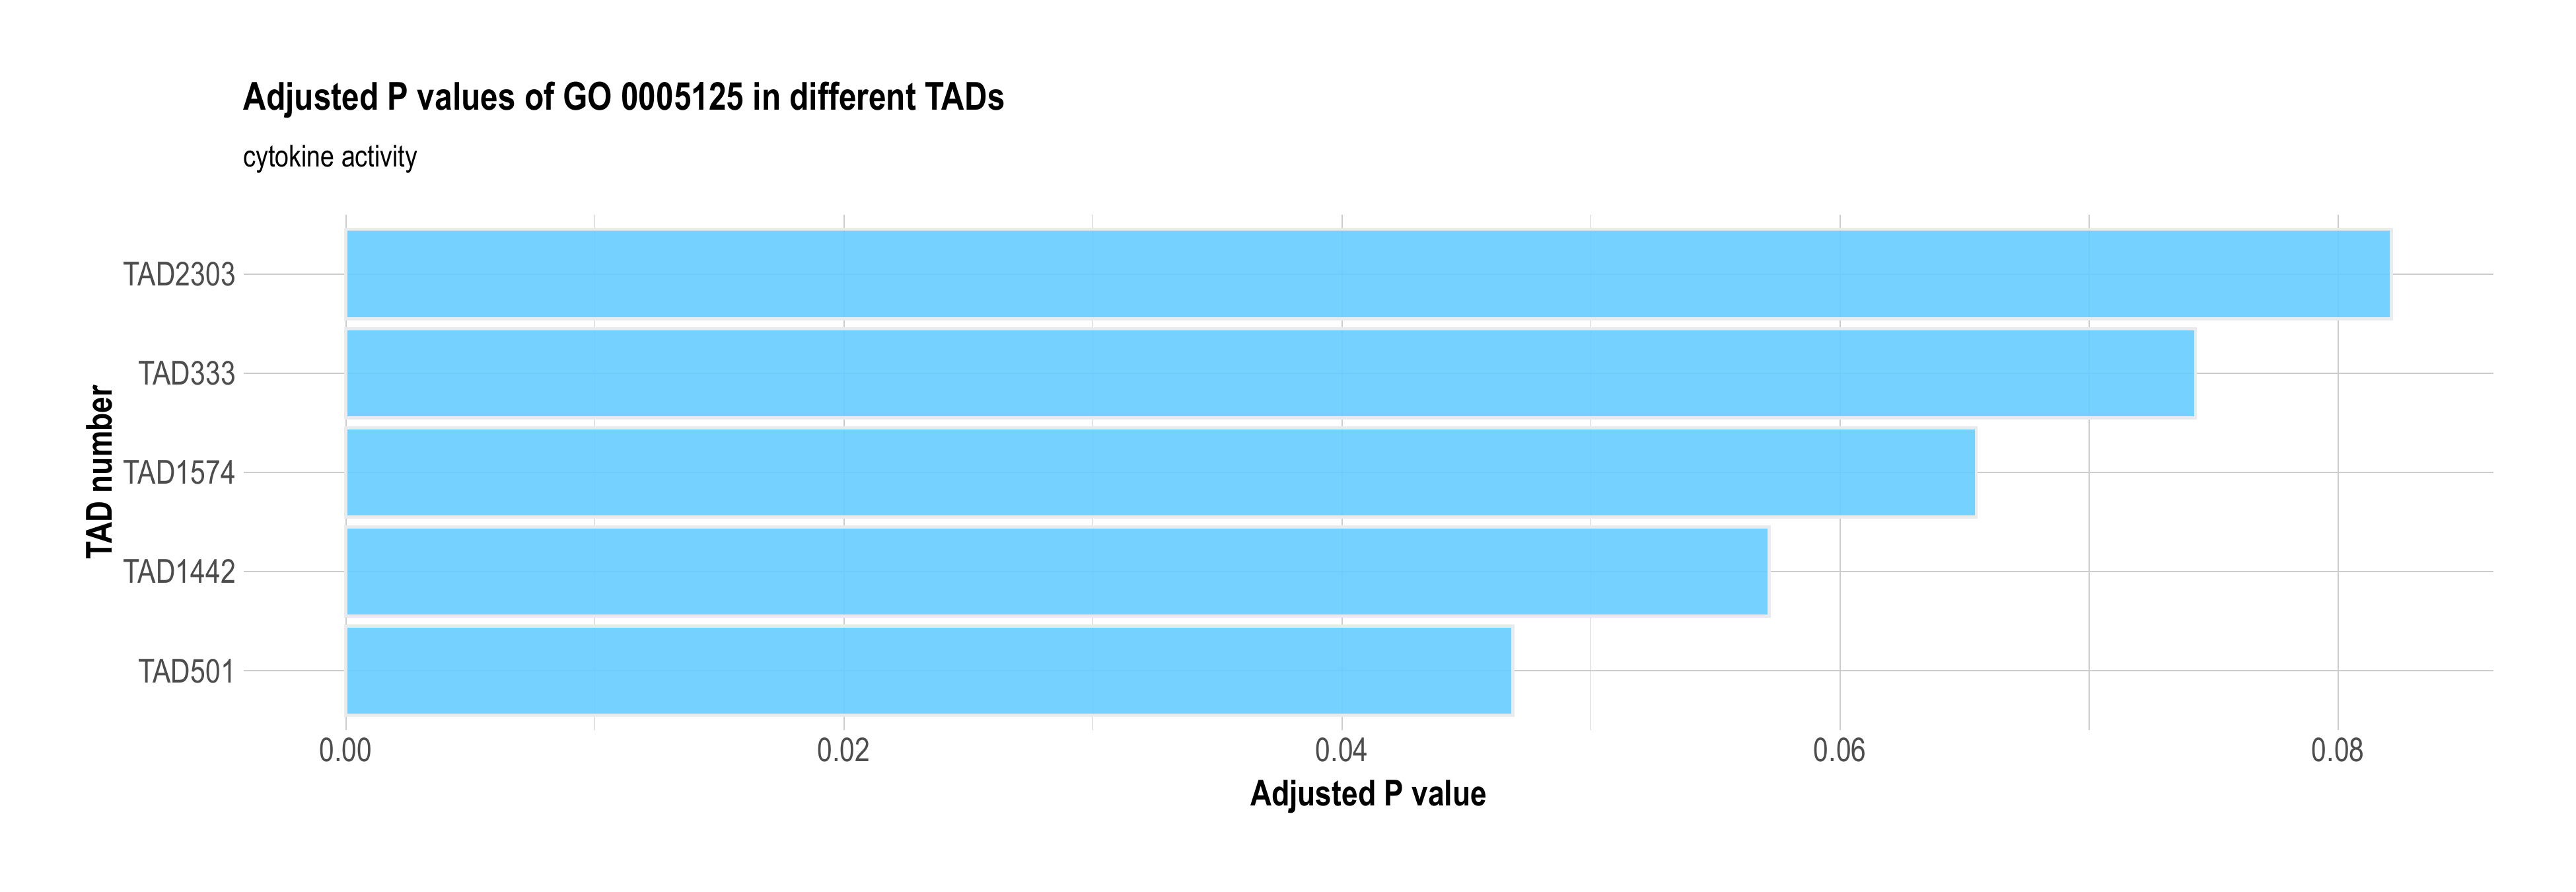 Adjusted P values of GO 0005125 in different TADs
cytokine activity
TAD number
TAD2303
TAD333
TAD1574
TAD1442
TAD501
0.00 0.02 0.04 0.06 0.08
Adjusted P value